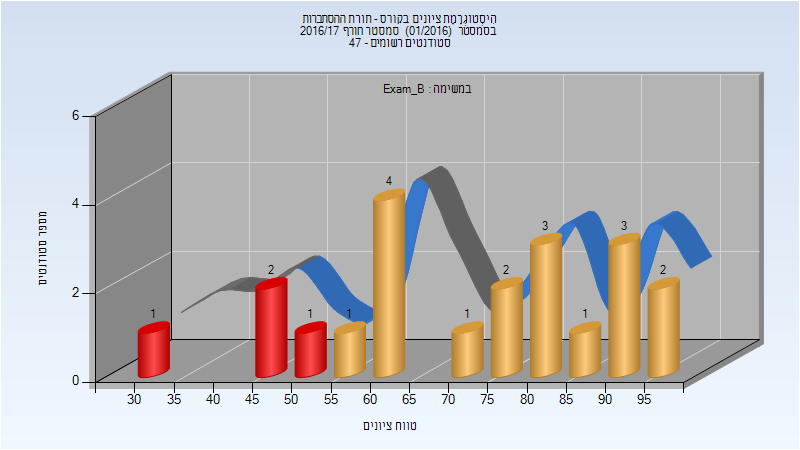 היסטוגרמת ציונים בקורס - תורת ההסתברות
בסמסטר (01/2016) סמסטר חורף 2016/17
סטודנטים רשומים - 47
במשימה : Exam_B
מספר סטודנטים
6
4
2
0
1
2
1
1
4
1
2
3
1
3
2
30 35 40 45 50 55 60 65 70 75 80 85 90 95
טווח ציונים